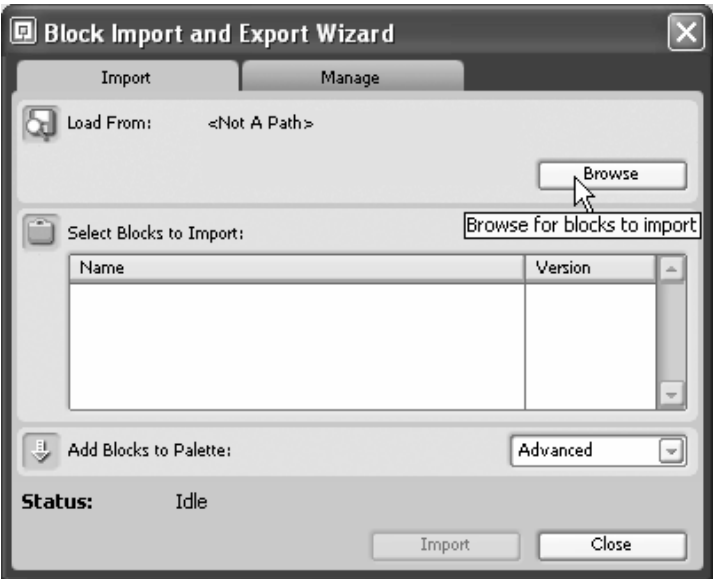 Block Import and Export Wizard
Import Manage
Load From: <Not A Path>
Browse
Browse for blocks to import
Select Blocks to Import:
Name Version
Add Blocks to Palette: Advanced
Status: Idle
Import Close